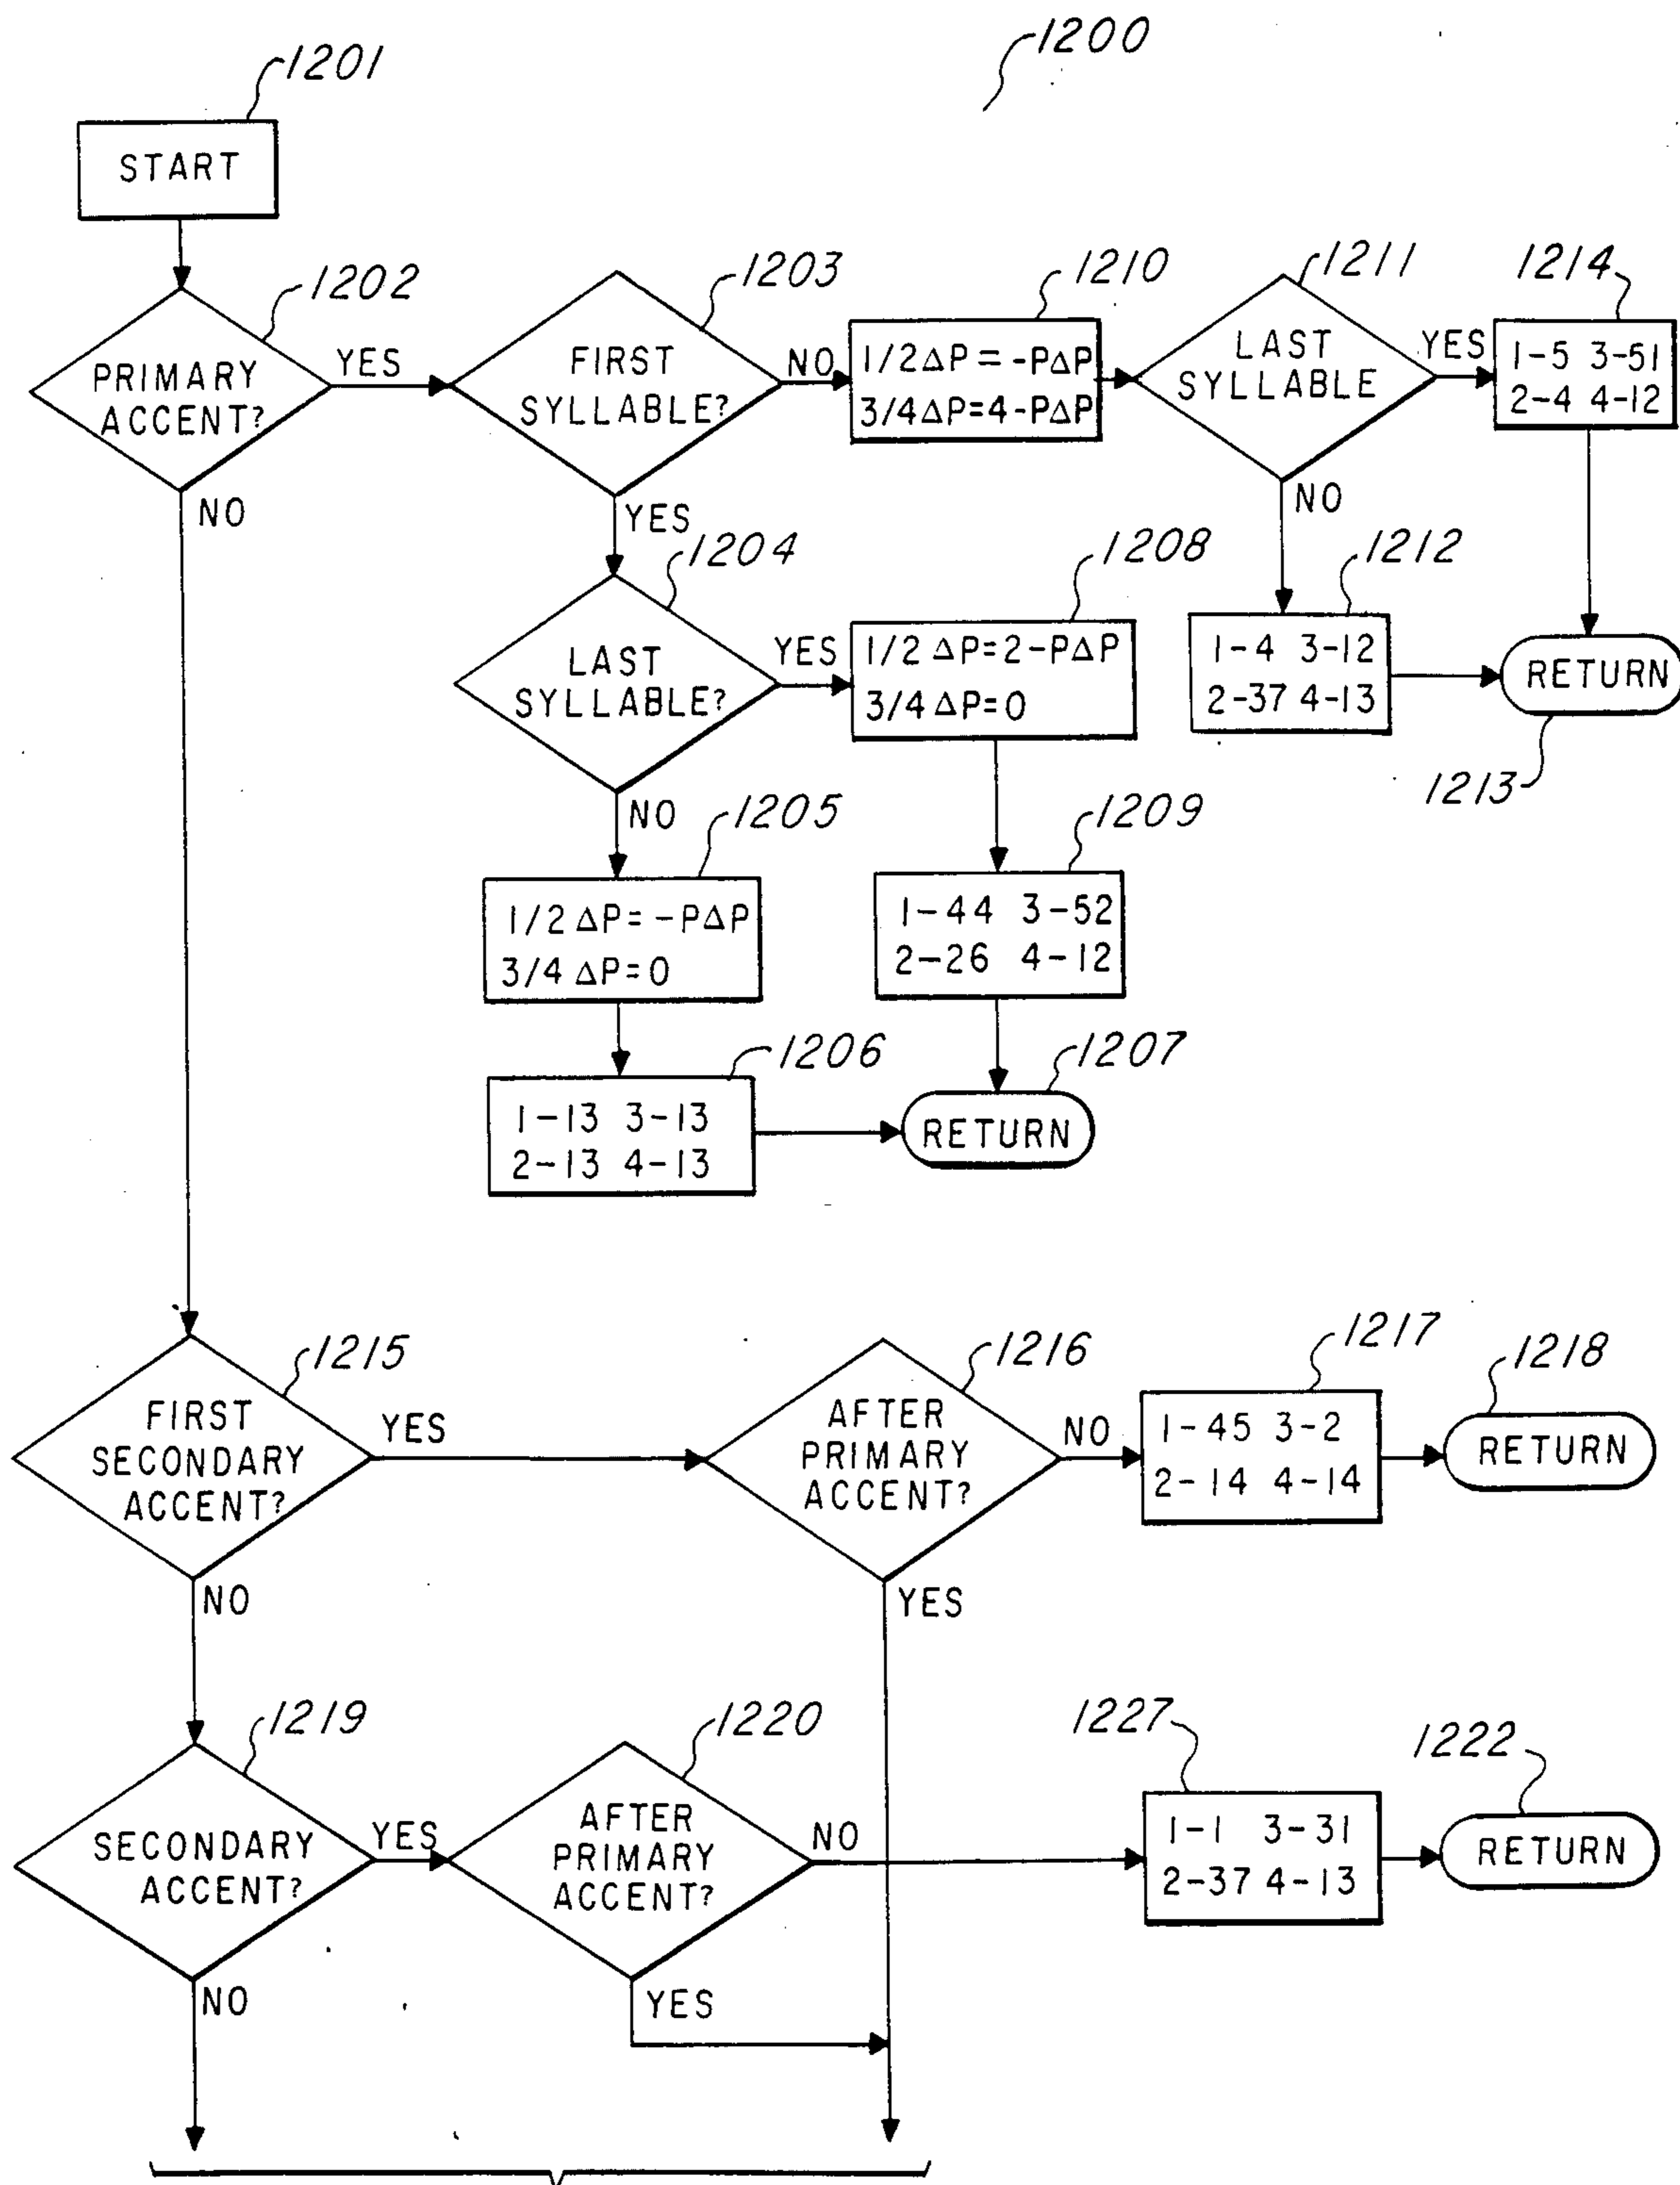 1200
1201
START
1202
PRIMARY
ACCENT?
YES
NO
1203
FIRST
SYLLABLE?
NO
YES
1210
1/2ΔP=-PΔP
3/4ΔP=4-PΔP
1211
LAST
SYLLABLE
YES
NO
1214
1-5 3-51
2-4 4-12
1204
LAST
SYLLABLE?
YES
NO
1208
1/2 ΔP=2-PΔP
3/4 ΔP=0
1212
1-4 3-12
2-37 4-13
RETURN
1213
1205
1/2 ΔP=-PΔP
3/4 ΔP=0
1209
1-44 3-52
2-26 4-12
1206
1-13 3-13
2-13 4-13
1207
RETURN
1215
FIRST
SECONDARY
ACCENT?
YES
NO
1216
AFTER
PRIMARY
ACCENT?
NO
YES
1217
1-45 3-2
2-14 4-14
1218
RETURN
1219
SECONDARY
ACCENT?
YES
NO
1220
AFTER
PRIMARY
ACCENT?
NO
YES
1227
1-1 3-31
2-37 4-13
1222
RETURN